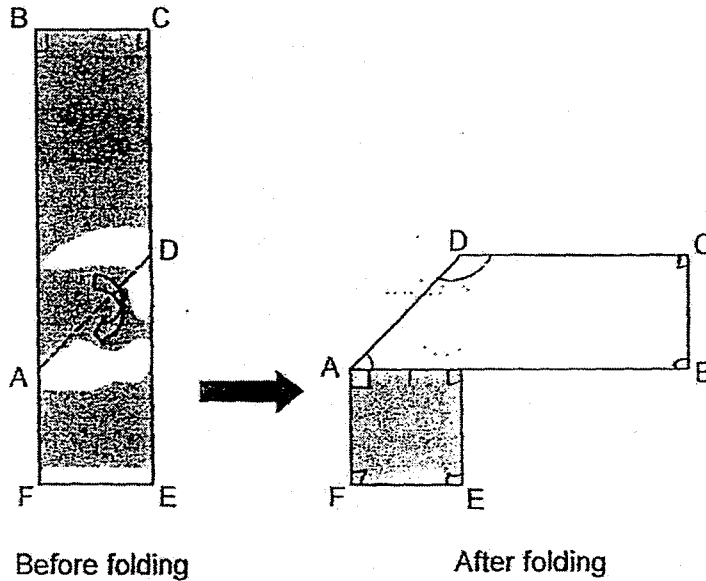 B C
D
A
F E
Before folding
D C
A B
F E
After folding